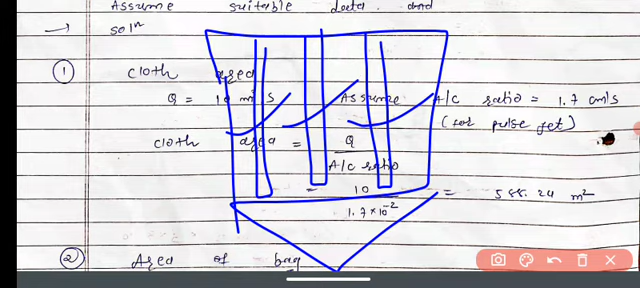 Assume suitable data and
→ solⁿ
① cloth area
Q = 10 m³/s Assume A/C ratio = 1.7 cm/s
(for pulse jet)
cloth area = Q / A/C ratio
= 10 / 1.7×10⁻² = 588.24 m²
② Area of bag